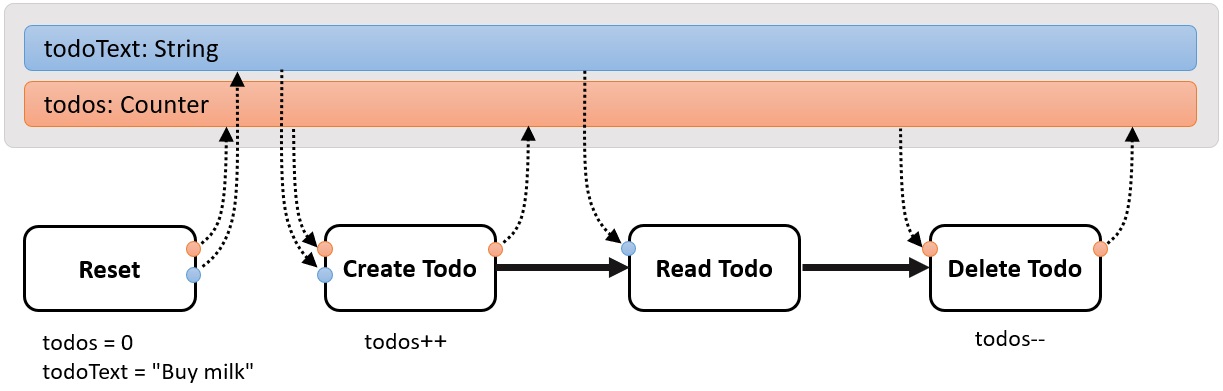 todoText: String
todos: Counter
Reset
Create Todo
Read Todo
Delete Todo
todos = 0
todoText = "Buy milk"
todos++
todos--